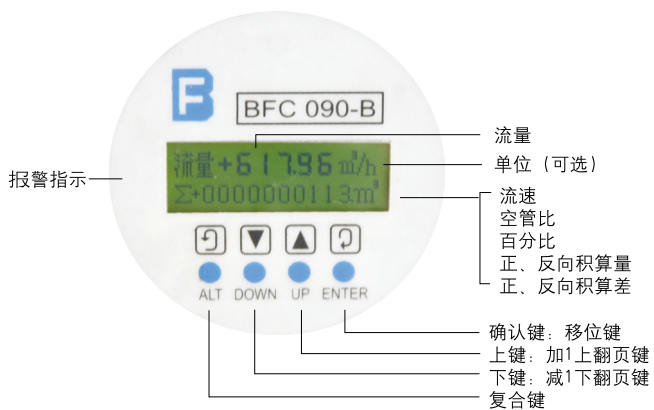 BF
BFC 090-B
流量+617.96 m³/h
Σ+0000000113m³
ALT DOWN UP ENTER
报警指示
流量
单位（可选）
流速
空管比
百分比
正、反向积算量
正、反向积算差
确认键：移位键
上键：加1上翻页键
下键：减1下翻页键
复合键